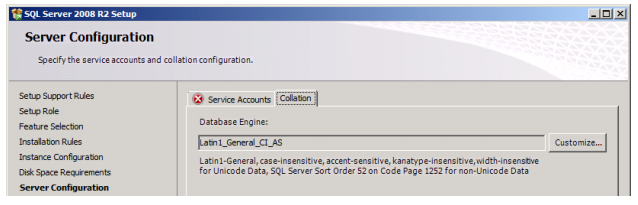 SQL Server 2008 R2 Setup
Server Configuration
Specify the service accounts and collation configuration.
Setup Support Rules
Setup Role
Feature Selection
Installation Rules
Instance Configuration
Disk Space Requirements
Server Configuration
Service Accounts Collation
Database Engine:
Latin1_General_CI_AS Customize...
Latin1-General, case-insensitive, accent-sensitive, kanatype-insensitive, width-insensitive
for Unicode Data, SQL Server Sort Order 52 on Code Page 1252 for non-Unicode Data